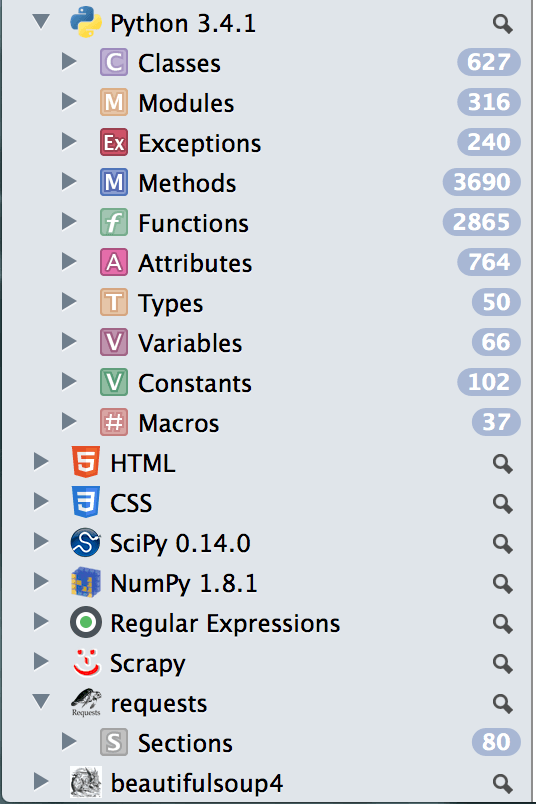 Python 3.4.1
C Classes 627
M Modules 316
Ex Exceptions 240
M Methods 3690
f Functions 2865
A Attributes 764
T Types 50
V Variables 66
V Constants 102
# Macros 37
5 HTML
3 CSS
SciPy 0.14.0
NumPy 1.8.1
Regular Expressions
Scrapy
Requests requests
S Sections 80
beautifulsoup4